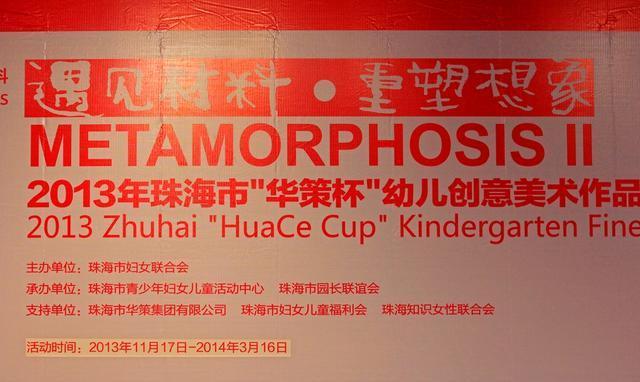 料
s
遇见材料·重塑想象
METAMORPHOSIS II
2013年珠海市"华策杯"幼儿创意美术作品
2013 Zhuhai "HuaCe Cup" Kindergarten Fine
主办单位：珠海市妇女联合会
承办单位：珠海市青少年妇女儿童活动中心 珠海市园长联谊会
支持单位：珠海市华策集团有限公司 珠海市妇女儿童福利会 珠海知识女性联合会
活动时间：2013年11月17日-2014年3月16日